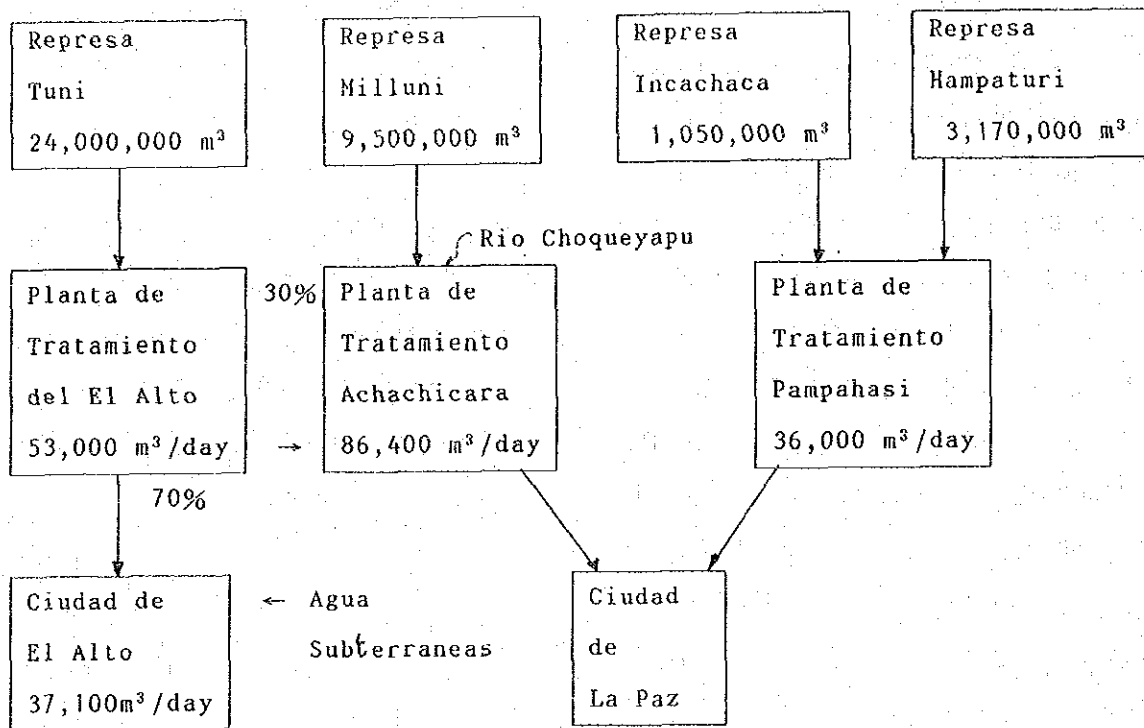 Represa
Tuni
24,000,000 m³
Represa
Milluni
9,500,000 m³
Represa
Incachaca
1,050,000 m³
Represa
Hampaturi
3,170,000 m³
Rio Choqueyapu
Planta de
Tratamiento
del El Alto
53,000 m³/day
30%
→
Planta de
Tratamiento
Achachicara
86,400 m³/day
Planta de
Tratamiento
Pampahasi
36,000 m³/day
70%
Ciudad de
El Alto
37,100m³/day
← Agua
Subterraneas
Ciudad
de
La Paz